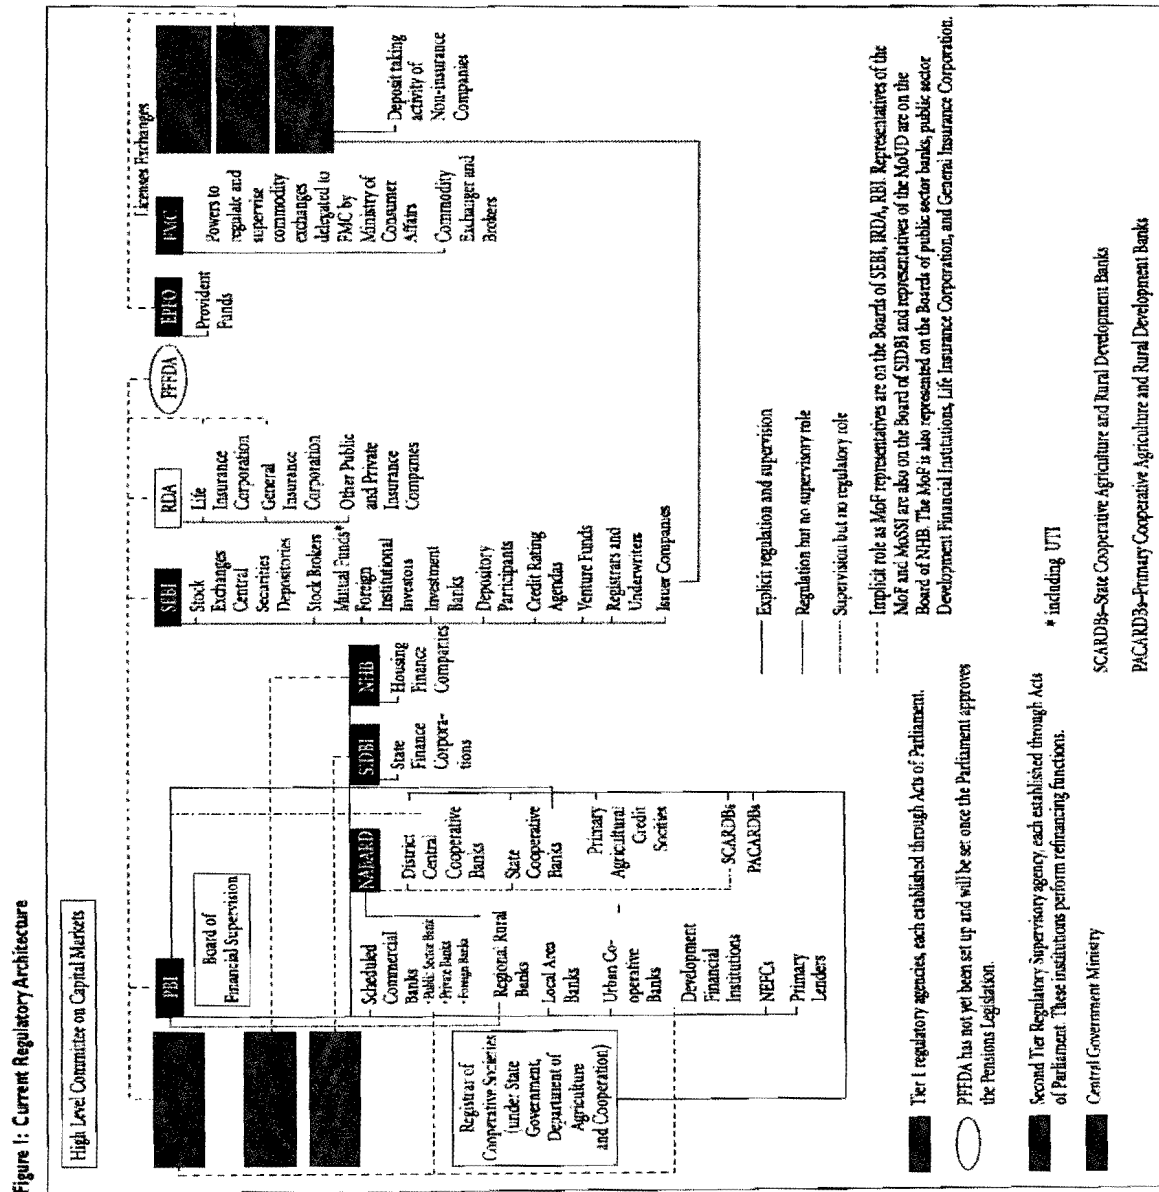 Figure 1: Current Regulatory Architecture
High Level Committee on Capital Markets
PBI
Board of
Financial Supervision
Scheduled
Commercial
Banks
• Public Sector Bank
• Private Banks
• Foreign Banks
Regional Rural
Banks
Local Area
Banks
Urban Co-
operative
Banks
Development
Financial
Institutions
NEFCs
Primary
Lenders
Registrar of
Cooperative Societies
(under State
Government,
Department of
Agriculture
and Cooperation)
NABARD
District
Central
Cooperative
Banks
State
Cooperative
Banks
Primary
Agricultural
Credit
Socities
SCARDBs
PACARDBs
SIDBI
State
Finance
Corpora-
tions
NHB
Housing
Finance
Companies
SEBI
Stock
Exchanges
Central
Securities
Depositories
Stock Brokers
Mutual Funds*
Foreign
Institutional
Investors
Investment
Banks
Depository
Participants
Credit Rating
Agendas
Venture Funds
Registrars and
Underwriters
Issuer Companies
RDA
Life
Insurance
Corporation
General
Insurance
Corporation
Other Public
and Private
Insurance
Companies
PFFDA
EPFO
Provident
Funds
FMC
Powers to
regulate and
supervise
commodity
exchanges
delegated to
FMC by
Ministry of
Consumer
Affairs
Commodity
Exchanger and
Brokers
Licenses Exchanges
Deposit taking
activity of
Non-insurance
Companies
Tier 1 regulatory agencies, each established through Acts of Parliament.
PFFDA has not yet been set up and will be set once the Parliament approves
the Pensions Legislation.
Second Tier Regulatory Supervisory agency, each established through Acts
of Parliament. These institutions perform refinancing functions.
Central Government Ministry
Explicit regulation and supervision
Regulation but no supervisory role
Supervision but no regulatory role
Implicit role as MoF representatives are on the Boards of SEBI, IRDA, RBI. Representatives of the
MoF and MoSSI are also on the Board of SIDBI and representatives of the MoUD are on the
Board of NHB. The MoF is also represented on the Boards of public sector banks, public sector
Development Financial Institutions, Life Insurance Corporation, and General Insurance Corporation.
* including UTI
SCARDBs–State Cooperative Agriculture and Rural Development Banks
PACARDBs–Primary Cooperative Agriculture and Rural Development Banks